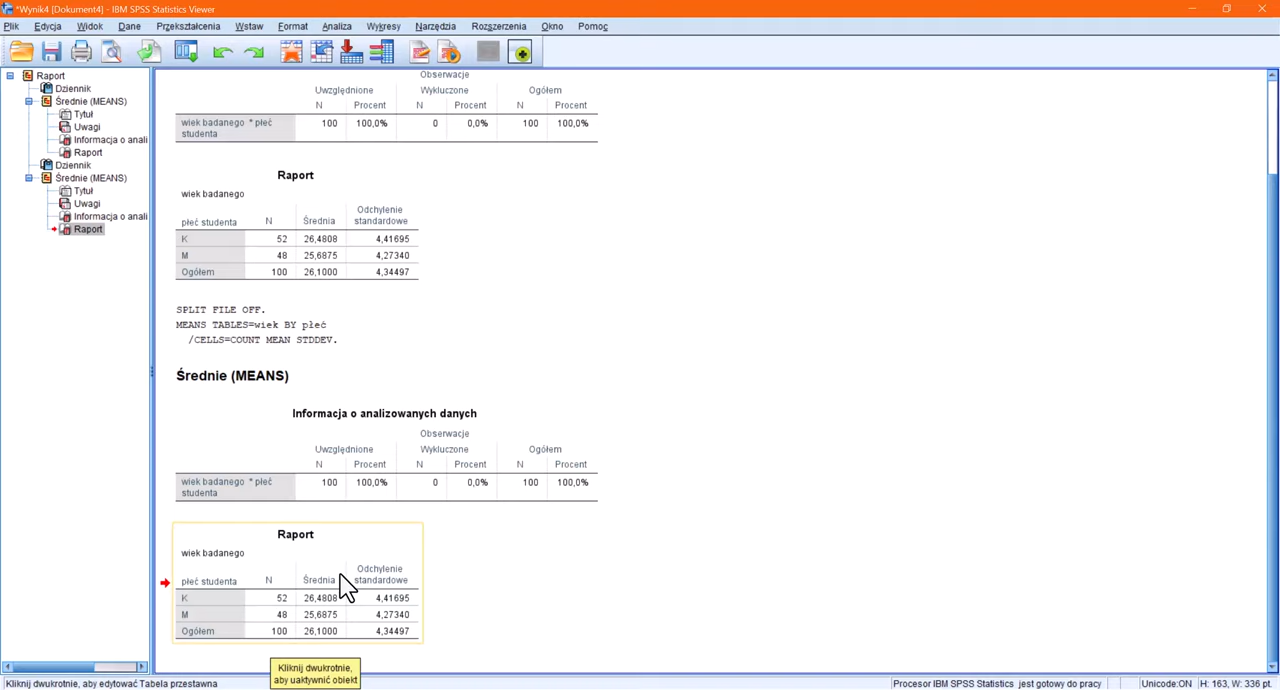 *Wynik4 [Dokument4] - IBM SPSS Statistics Viewer
Plik Edycja Widok Dane Przekształcenia Wstaw Format Analiza Wykresy Narzędzia Rozszerzenia Okno Pomoc
Raport
Dziennik
Średnie (MEANS)
Tytuł
Uwagi
Informacja o anali
Raport
Dziennik
Średnie (MEANS)
Tytuł
Uwagi
Informacja o anali
Raport
Obserwacje
Uwzględnione Wykluczone Ogółem
N Procent N Procent N Procent
wiek badanego * płeć studenta 100 100,0% 0 0,0% 100 100,0%
Raport
wiek badanego
płeć studenta N Średnia Odchylenie standardowe
K 52 26,4808 4,41695
M 48 25,6875 4,27340
Ogółem 100 26,1000 4,34497
SPLIT FILE OFF.
MEANS TABLES=wiek BY płeć
/CELLS=COUNT MEAN STDDEV.
Średnie (MEANS)
Informacja o analizowanych danych
Obserwacje
Uwzględnione Wykluczone Ogółem
N Procent N Procent N Procent
wiek badanego * płeć studenta 100 100,0% 0 0,0% 100 100,0%
Raport
wiek badanego
płeć studenta N Średnia Odchylenie standardowe
K 52 26,4808 4,41695
M 48 25,6875 4,27340
Ogółem 100 26,1000 4,34497
Kliknij dwukrotnie,
aby uaktywnić obiekt
Kliknij dwukrotnie, aby edytować Tabela przestawna Procesor IBM SPSS Statistics jest gotowy do pracy Unicode:ON H: 163, W: 336 pt.